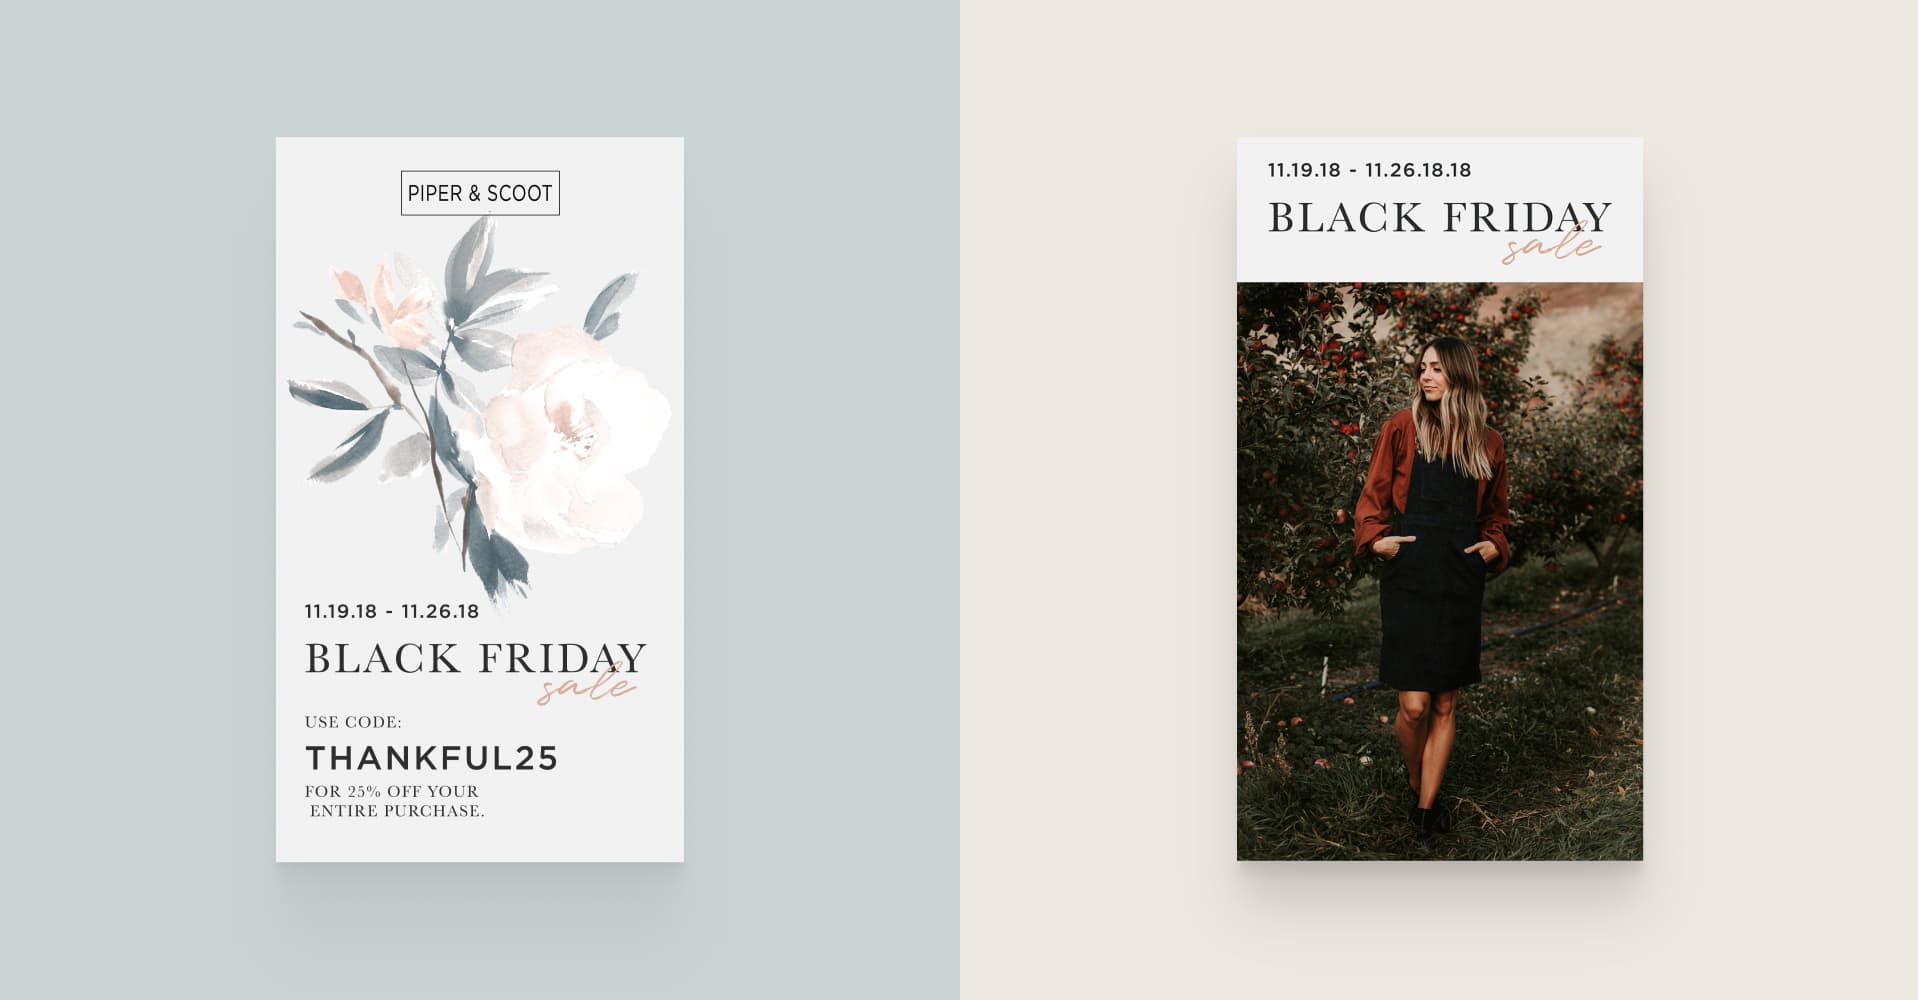 PIPER & SCOOT
11.19.18 - 11.26.18
BLACK FRIDAY
sale
USE CODE:
THANKFUL25
FOR 25% OFF YOUR
ENTIRE PURCHASE.
11.19.18 - 11.26.18.18
BLACK FRIDAY
sale